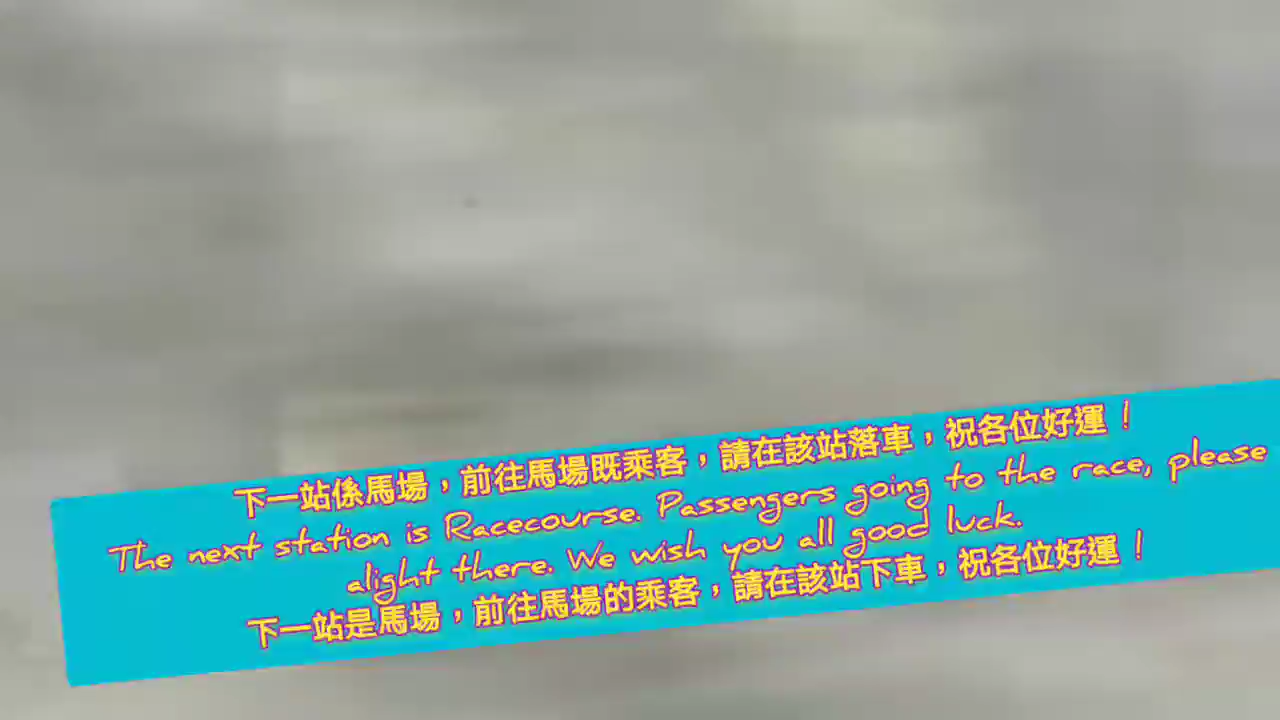 下一站係馬場，前往馬場既乘客，請在該站落車，祝各位好運！
The next station is Racecourse. Passengers going to the race, please
alight there. We wish you all good luck.
下一站是馬場，前往馬場的乘客，請在該站下車，祝各位好運！